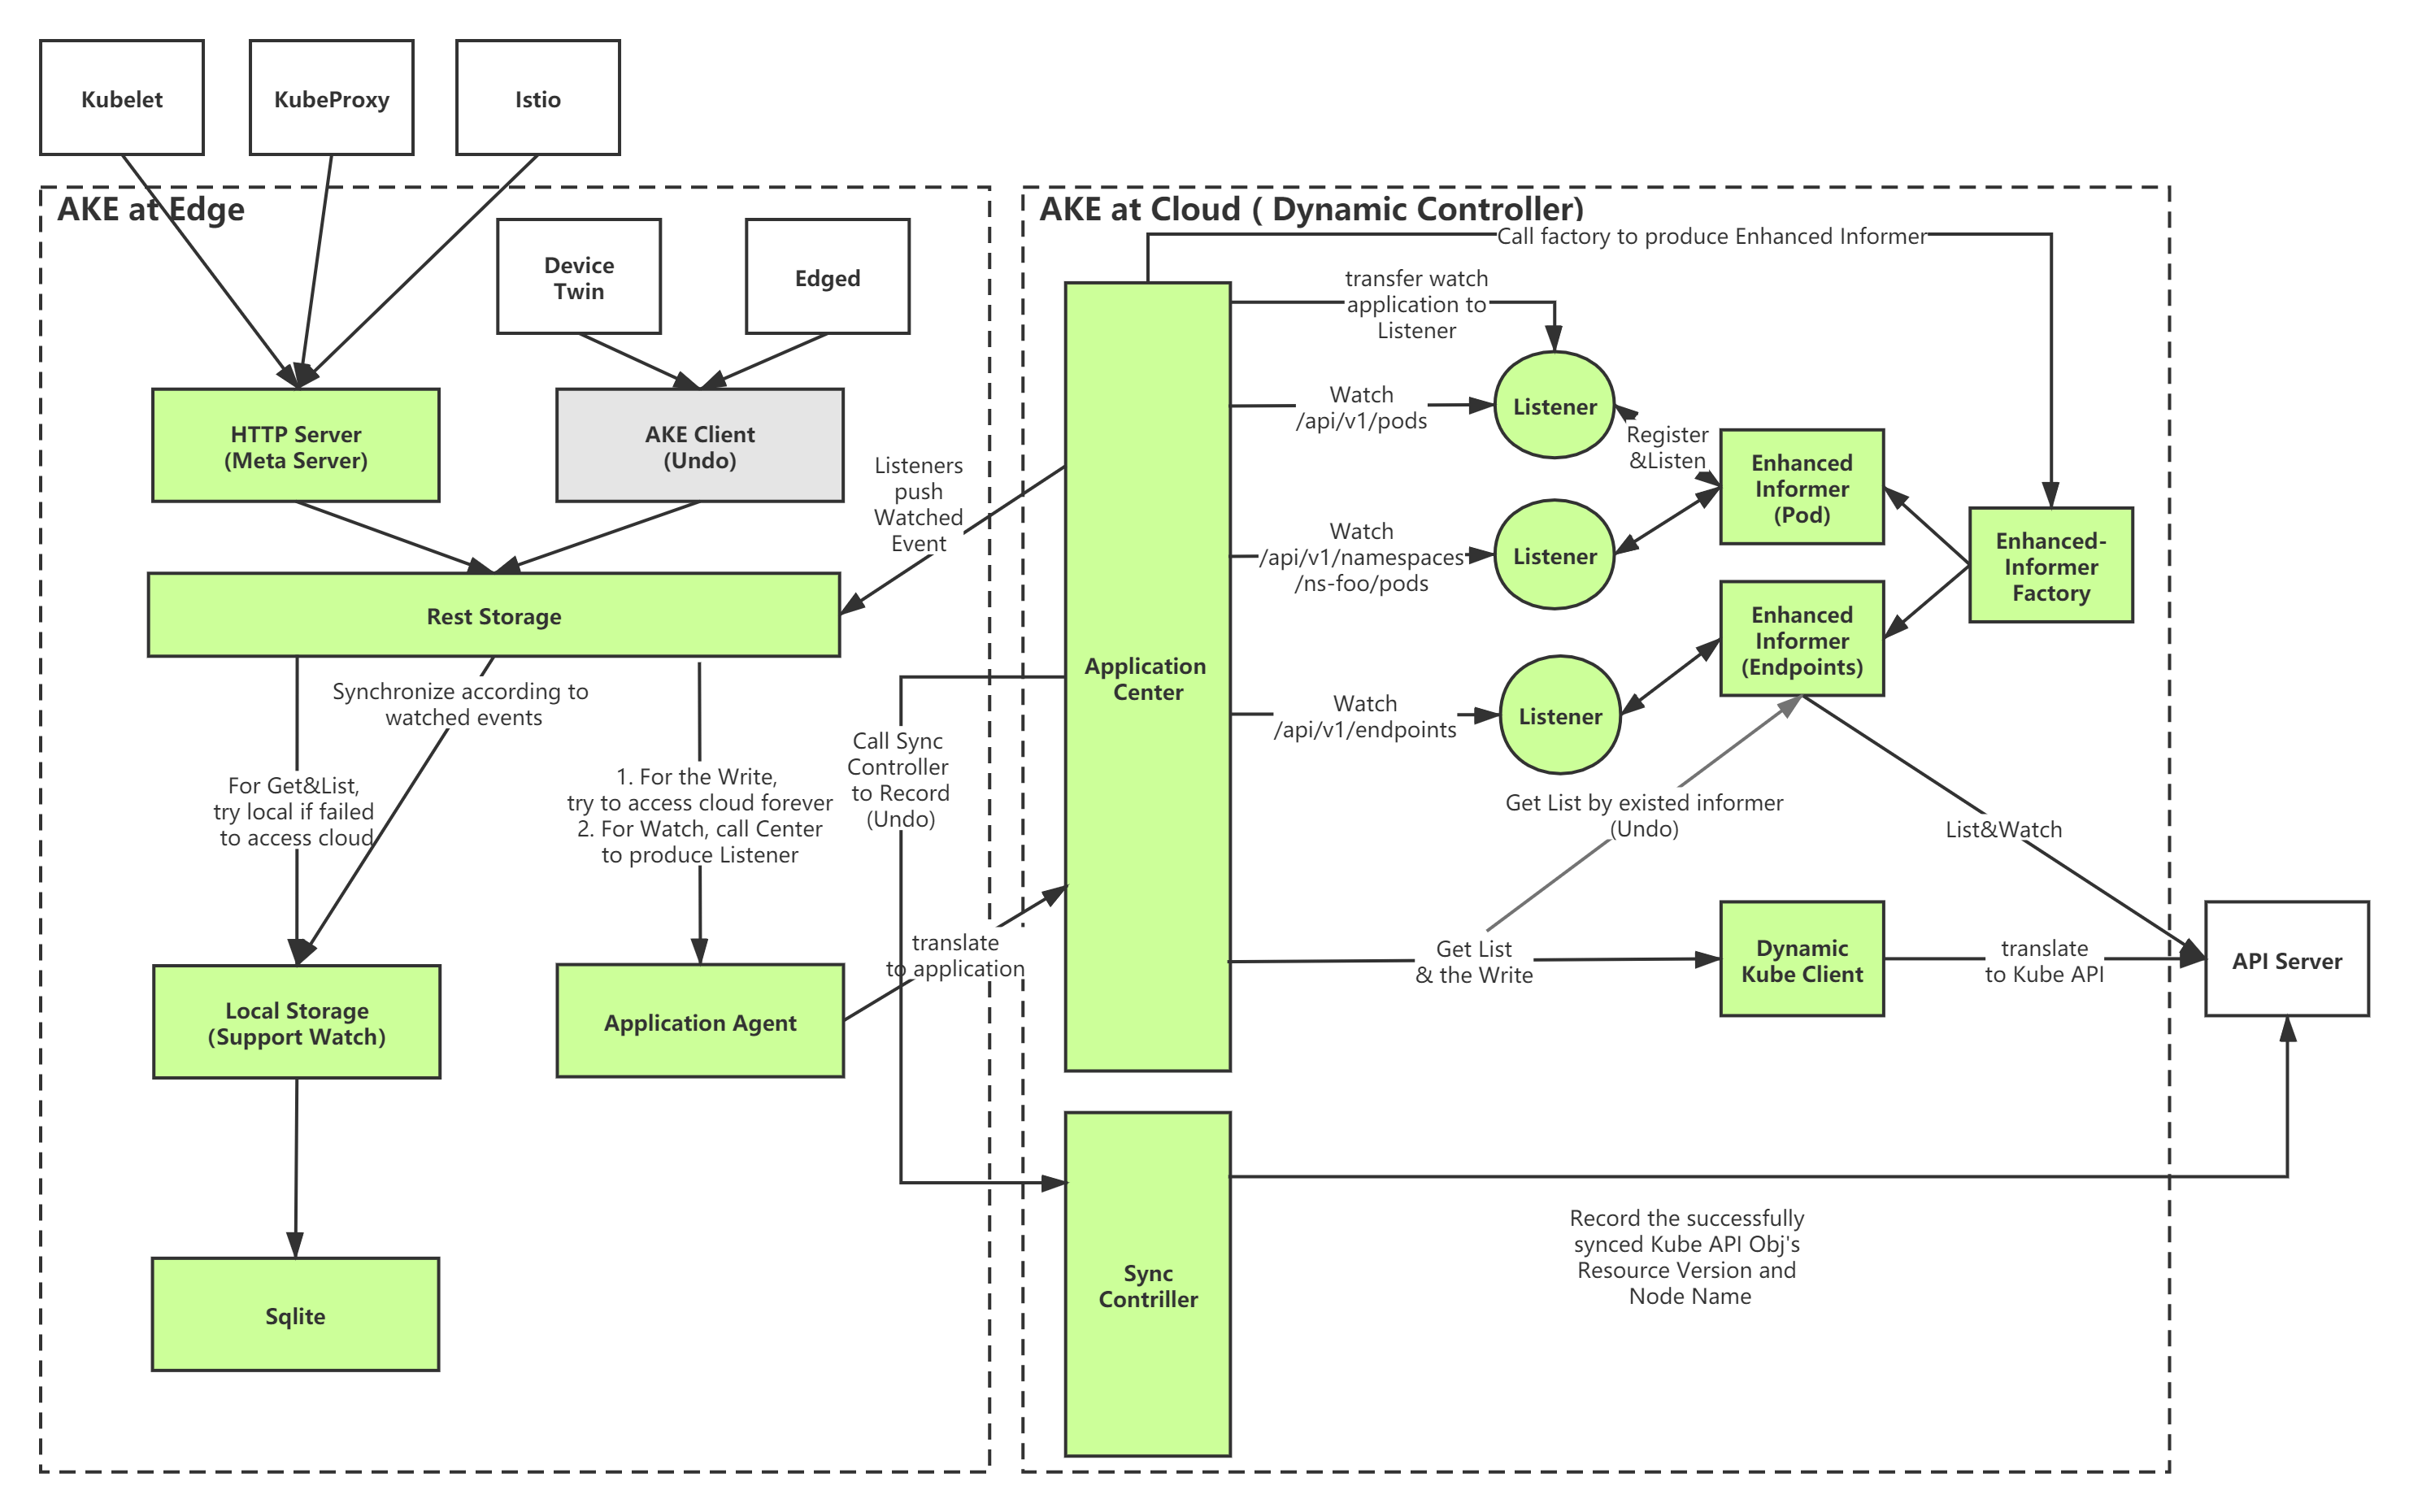 Kubelet
KubeProxy
Istio
AKE at Edge
Device
Twin
Edged
HTTP Server
(Meta Server)
AKE Client
(Undo)
Listeners
push
Watched
Event
Rest Storage
Synchronize according to
watched events
For Get&List,
try local if failed
to access cloud
1. For the Write,
try to access cloud forever
2. For Watch, call Center
to produce Listener
Call Sync
Controller
to Record
(Undo)
translate
to application
Local Storage
(Support Watch)
Application Agent
Sqlite
AKE at Cloud ( Dynamic Controller)
Call factory to produce Enhanced Informer
transfer watch
application to
Listener
Watch
/api/v1/pods
Listener
Register
&Listen
Enhanced
Informer
(Pod)
Watch
/api/v1/namespaces
/ns-foo/pods
Listener
Enhanced-
Informer
Factory
Enhanced
Informer
(Endpoints)
Application
Center
Watch
/api/v1/endpoints
Listener
Get List by existed informer
(Undo)
List&Watch
Get List
& the Write
Dynamic
Kube Client
translate
to Kube API
API Server
Sync
Contriller
Record the successfully
synced Kube API Obj's
Resource Version and
Node Name